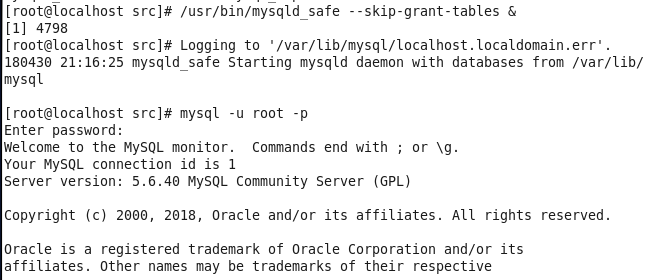 [root@localhost src]# /usr/bin/mysqld_safe --skip-grant-tables &
[1] 4798
[root@localhost src]# Logging to '/var/lib/mysql/localhost.localdomain.err'.
180430 21:16:25 mysqld_safe Starting mysqld daemon with databases from /var/lib/
mysql
[root@localhost src]# mysql -u root -p
Enter password:
Welcome to the MySQL monitor.  Commands end with ; or \g.
Your MySQL connection id is 1
Server version: 5.6.40 MySQL Community Server (GPL)
Copyright (c) 2000, 2018, Oracle and/or its affiliates. All rights reserved.
Oracle is a registered trademark of Oracle Corporation and/or its
affiliates. Other names may be trademarks of their respective